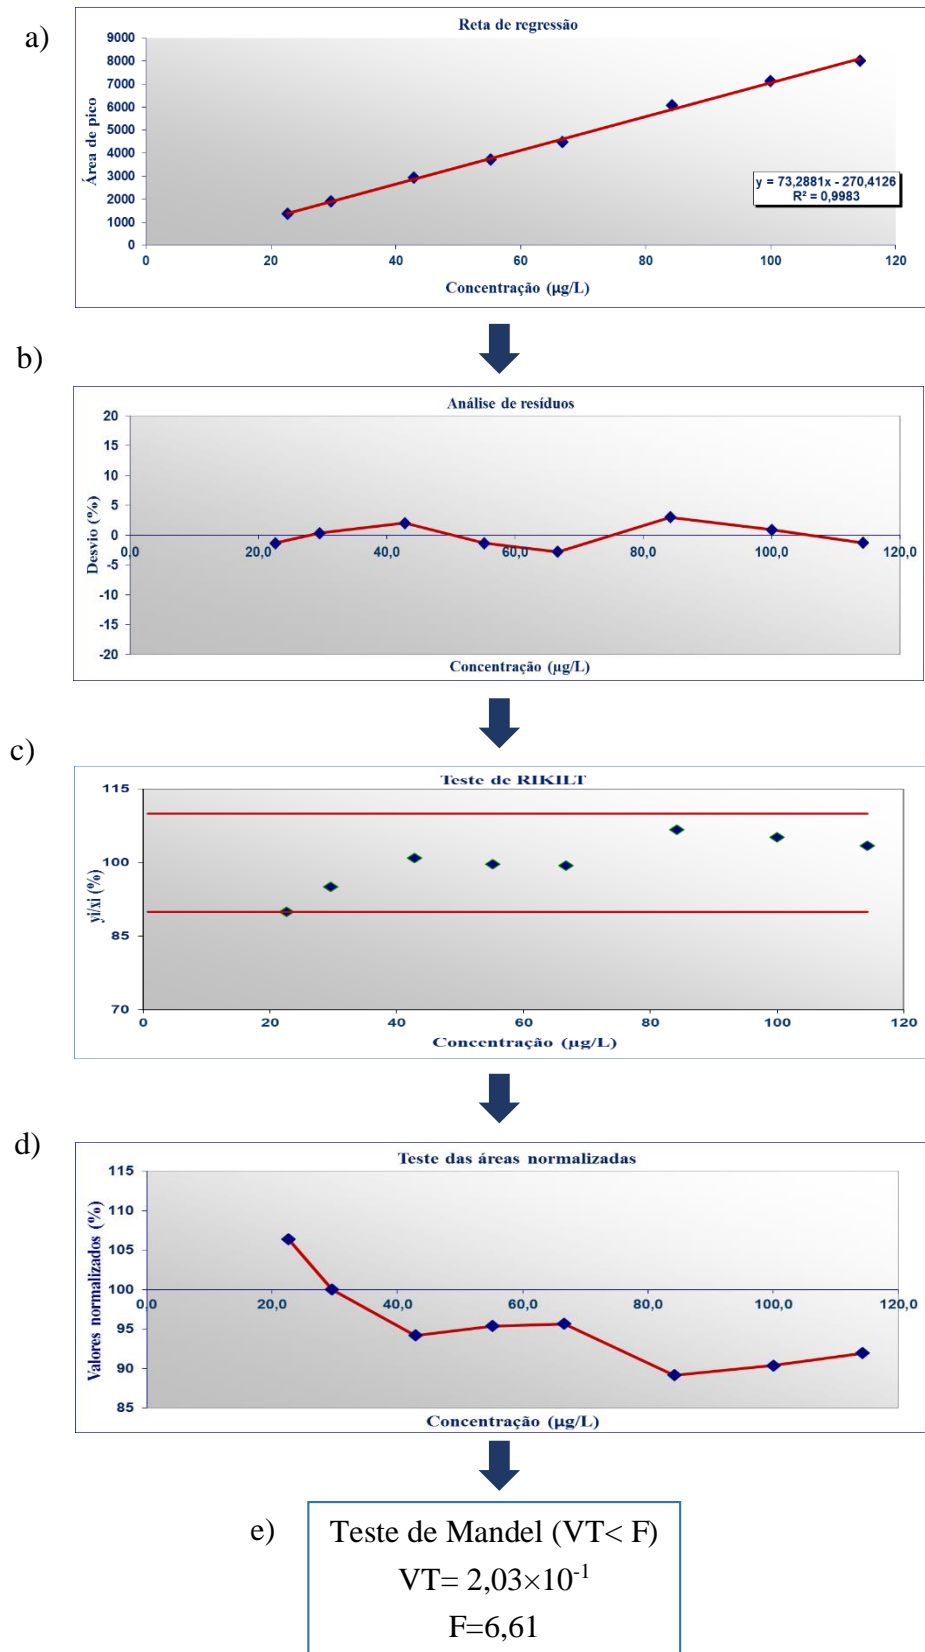 a)
Reta de regressão
9000
8000
7000
6000
5000
4000
3000
2000
1000
0
Área de pico
y = 73,2881x - 270,4126
R² = 0,9983
0 20 40 60 80 100 120
Concentração (µg/L)
b)
Análise de resíduos
20
15
10
5
0
-5
-10
-15
-20
Desvio (%)
0,0 20,0 40,0 60,0 80,0 100,0 120,0
Concentração (µg/L)
c)
Teste de RIKILT
115
100
85
70
yi/xi (%)
0 20 40 60 80 100 120
Concentração (µg/L)
d)
Teste das áreas normalizadas
115
110
105
100
95
90
85
Valores normalizados (%)
0,0 20,0 40,0 60,0 80,0 100,0 120,0
Concentração (µg/L)
e)
Teste de Mandel (VT< F)
VT= 2,03×10⁻¹
F=6,61